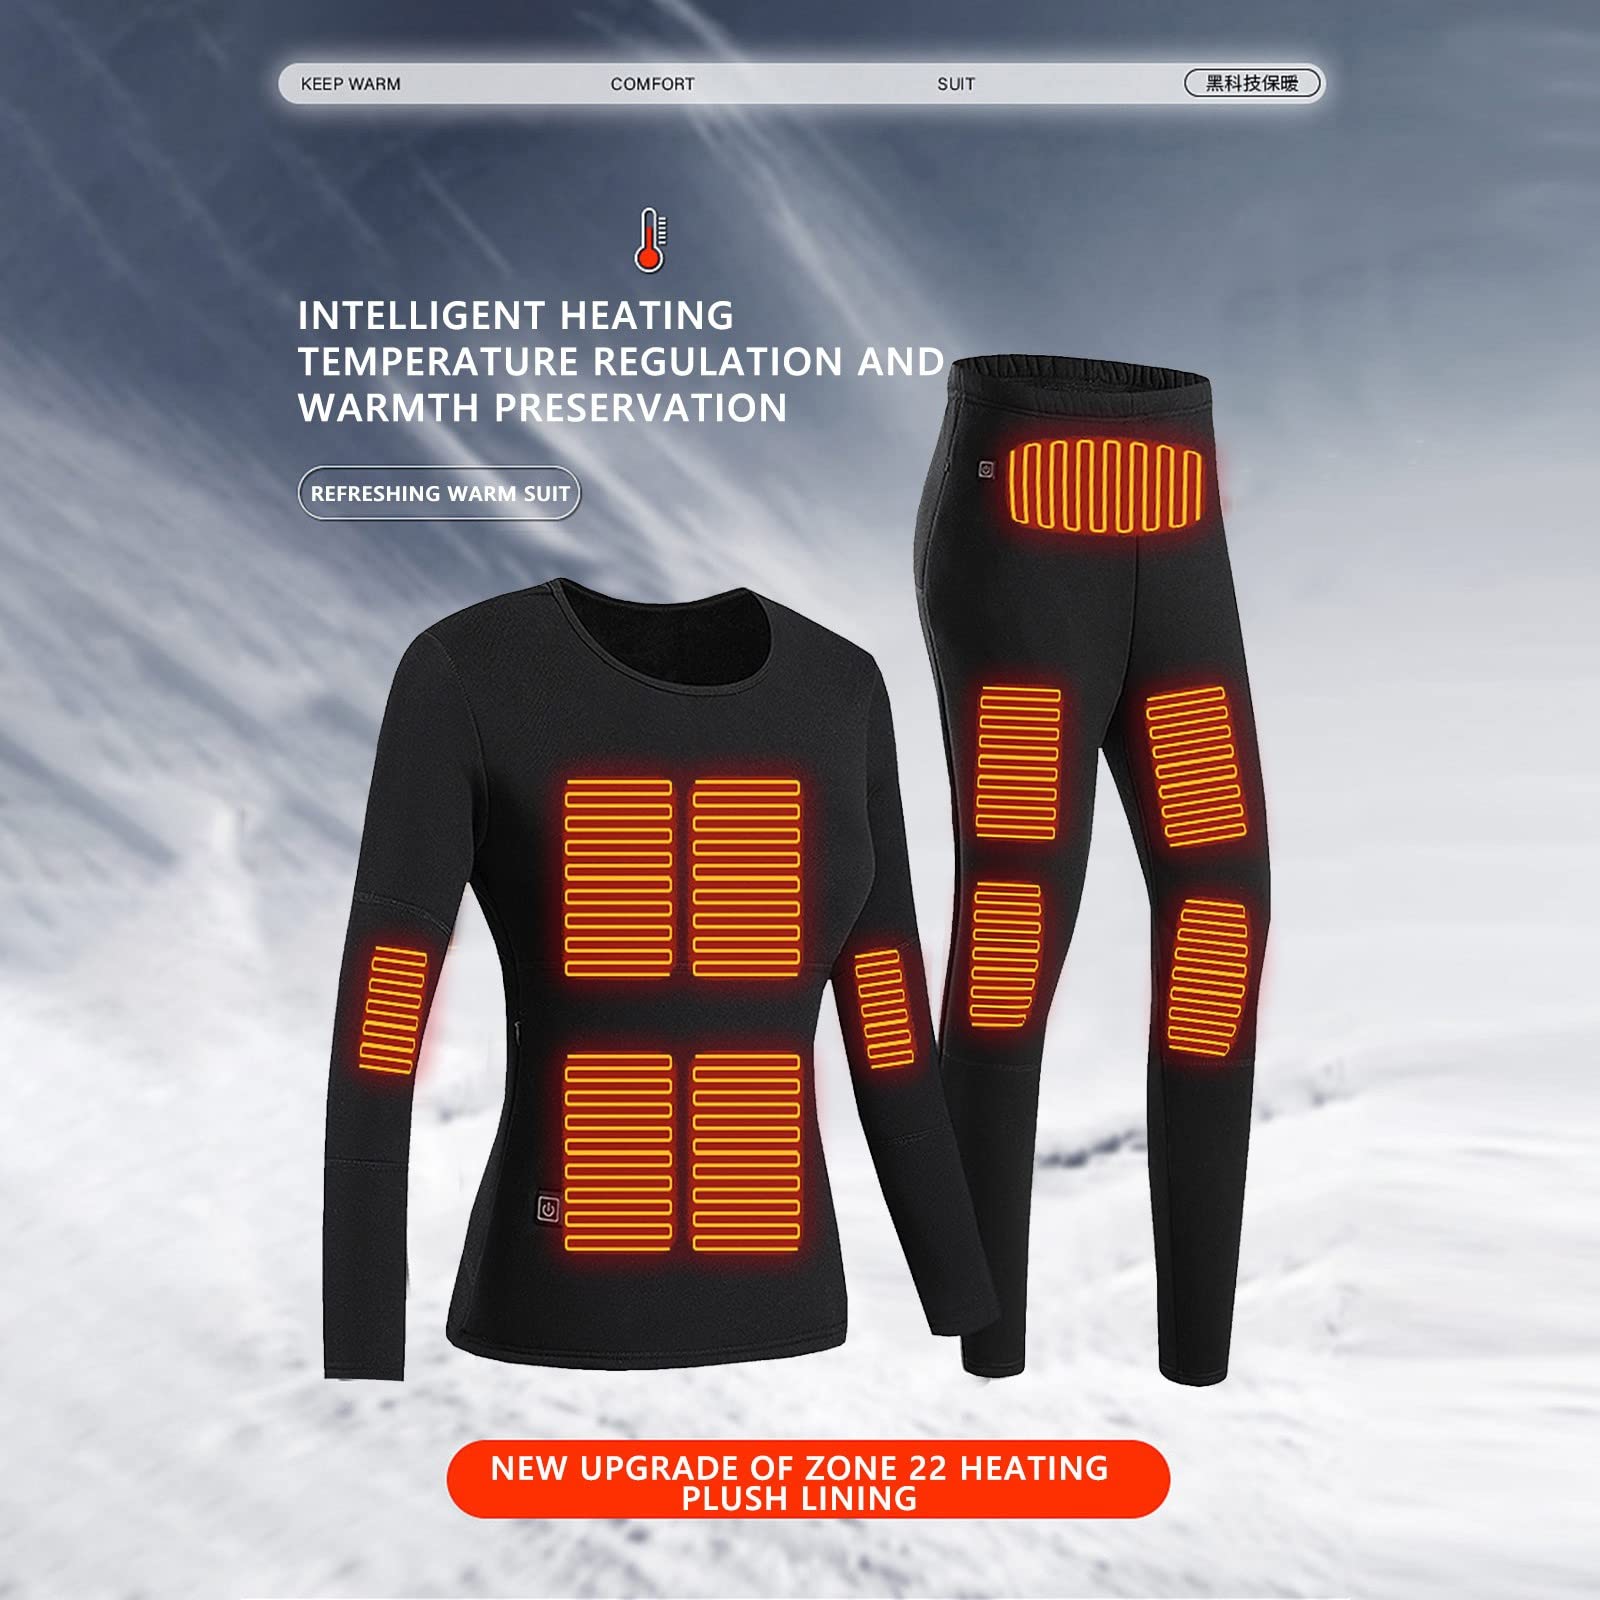 KEEP WARM COMFORT SUIT 黑科技保暖
INTELLIGENT HEATING
TEMPERATURE REGULATION AND
WARMTH PRESERVATION
REFRESHING WARM SUIT
NEW UPGRADE OF ZONE 22 HEATING
PLUSH LINING